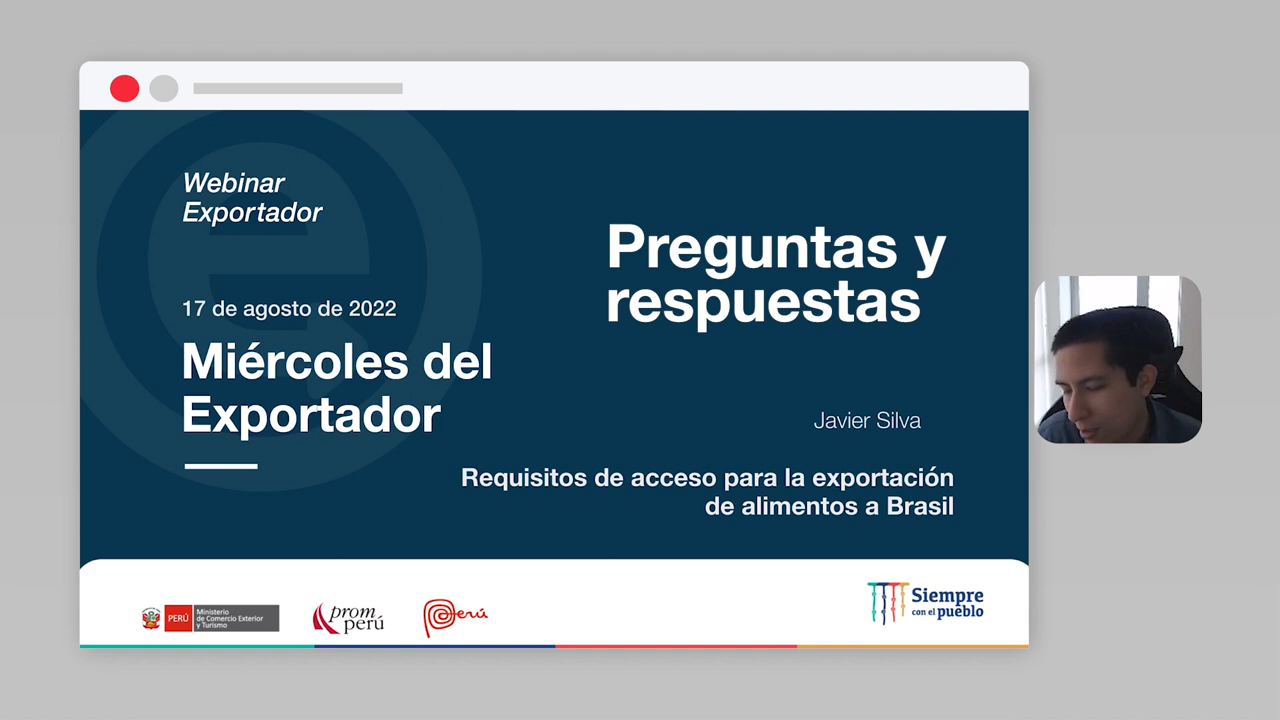 Webinar
Exportador
17 de agosto de 2022
Miércoles del
Exportador
Preguntas y
respuestas
Javier Silva
Requisitos de acceso para la exportación
de alimentos a Brasil
PERÚ
Ministerio
de Comercio Exterior
y Turismo
prom
perú
Perú
Siempre
con el pueblo